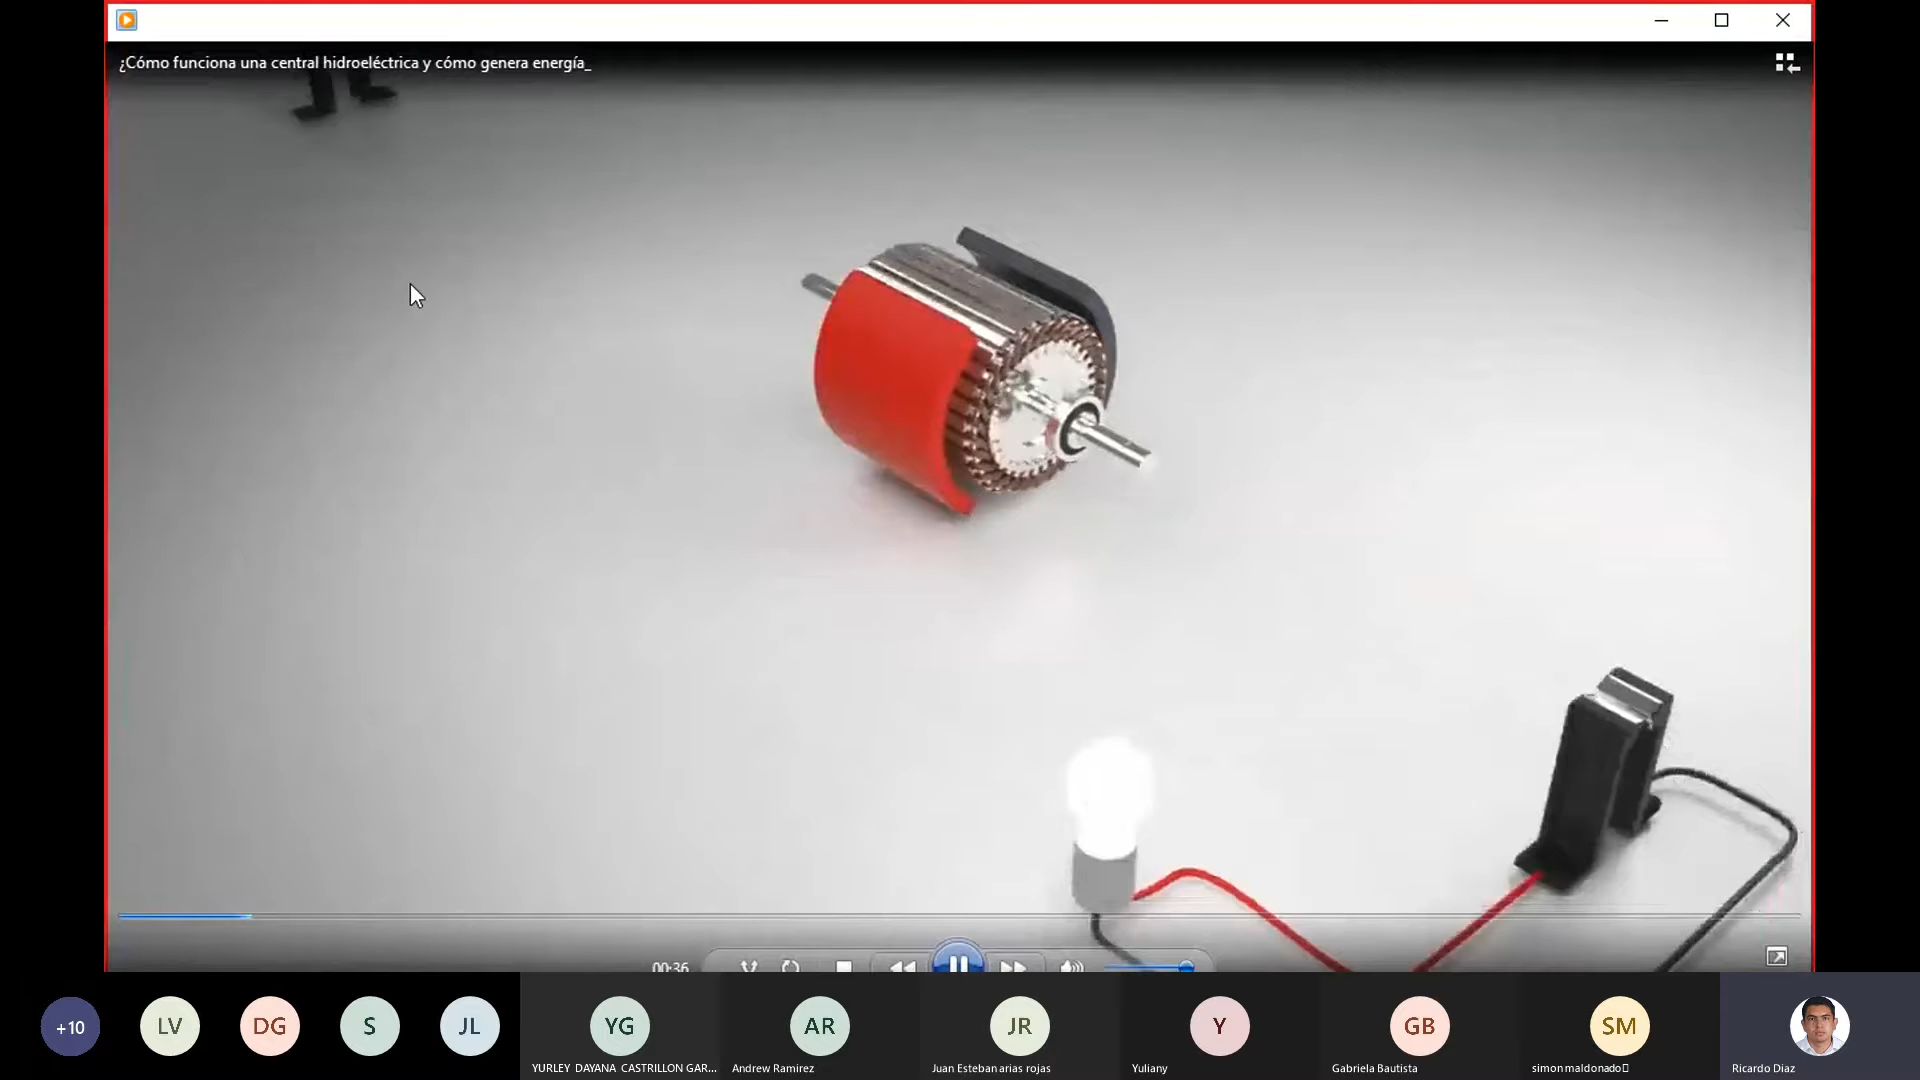 ¿Cómo funciona una central hidroeléctrica y cómo genera energía_
00:36
+10
LV
DG
S
JL
YG
AR
JR
Y
GB
SM
YURLEY DAYANA CASTRILLON GAR...
Andrew Ramirez
Juan Esteban arias rojas
Yuliany
Gabriela Bautista
simon maldonado
Ricardo Diaz